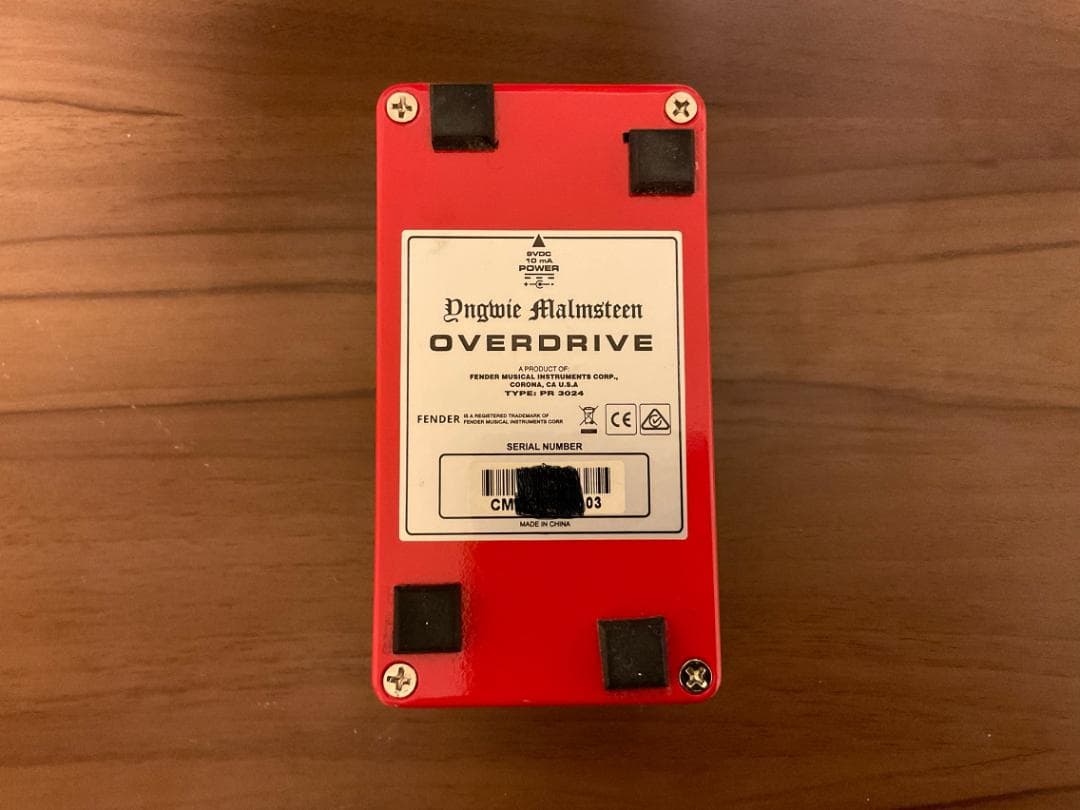 9VDC
10 mA
POWER
Yngwie Malmsteen
OVERDRIVE
A PRODUCT OF:
FENDER MUSICAL INSTRUMENTS CORP.,
CORONA, CA U.S.A
TYPE: PR 3024
FENDER IS A REGISTERED TRADEMARK OF
FENDER MUSICAL INSTRUMENTS CORP.
CE
SERIAL NUMBER
03
MADE IN CHINA